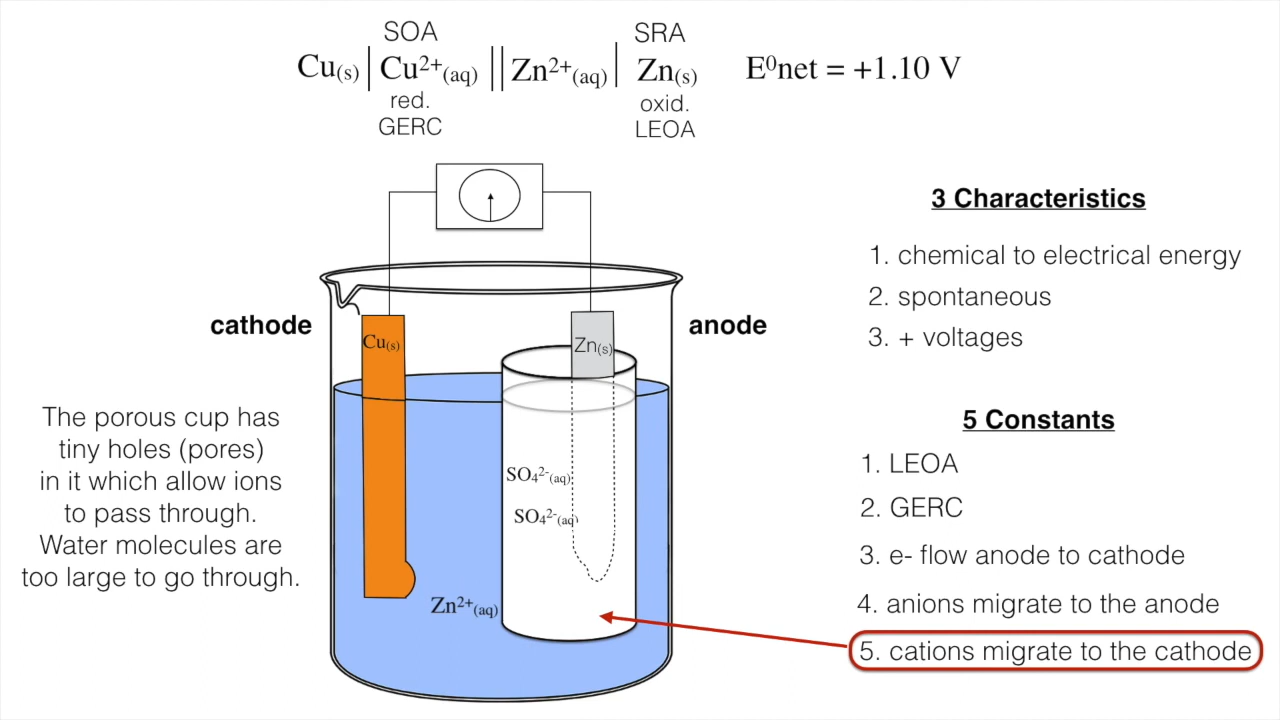 SOA
SRA
Cu(s) | Cu²⁺(aq) || Zn²⁺(aq) | Zn(s) E⁰net = +1.10 V
red.
oxid.
GERC
LEOA
3 Characteristics
1. chemical to electrical energy
2. spontaneous
3. + voltages
cathode
anode
Cu(s)
Zn(s)
The porous cup has
tiny holes (pores)
in it which allow ions
to pass through.
Water molecules are
too large to go through.
SO₄²⁻(aq)
SO₄²⁻(aq)
Zn²⁺(aq)
5 Constants
1. LEOA
2. GERC
3. e- flow anode to cathode
4. anions migrate to the anode
5. cations migrate to the cathode